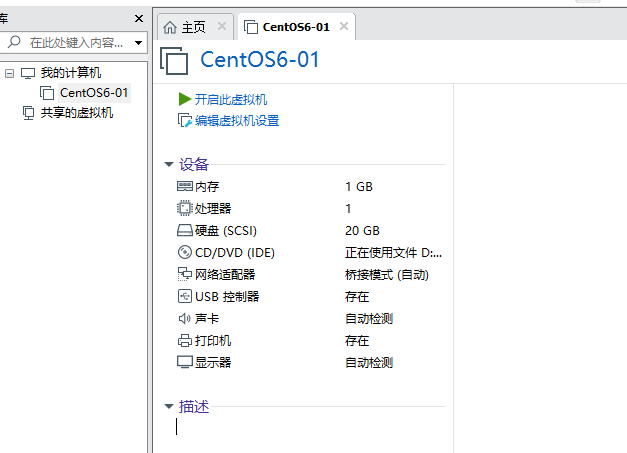 库
主页
CentOS6-01
在此处键入内容...
CentOS6-01
我的计算机
CentOS6-01
共享的虚拟机
开启此虚拟机
编辑虚拟机设置
设备
内存 1 GB
处理器 1
硬盘 (SCSI) 20 GB
CD/DVD (IDE) 正在使用文件 D:...
网络适配器 桥接模式 (自动)
USB 控制器 存在
声卡 自动检测
打印机 存在
显示器 自动检测
描述